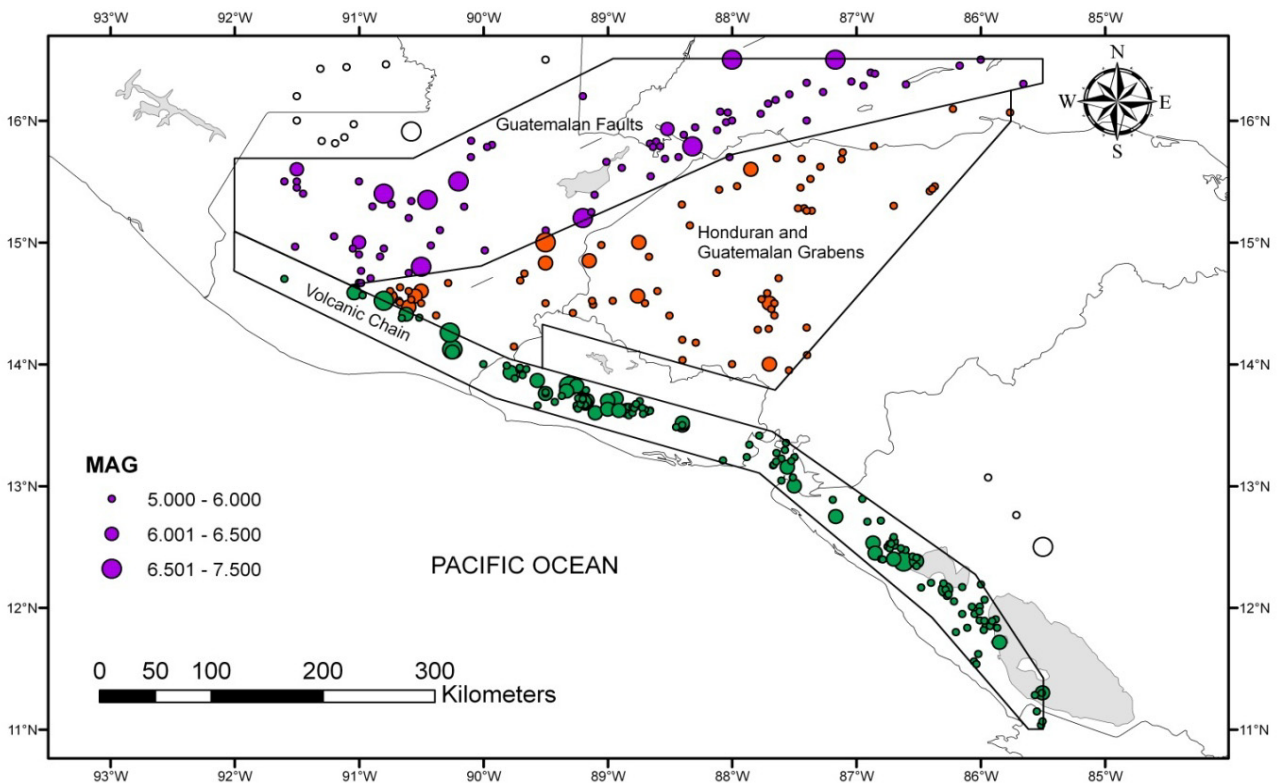 93°W 92°W 91°W 90°W 89°W 88°W 87°W 86°W 85°W
N
W E
S
16°N 16°N
Guatemalan Faults
15°N 15°N
Honduran and
Guatemalan Grabens
Volcanic Chain
14°N 14°N
MAG
13°N 13°N
5.000 - 6.000
6.001 - 6.500
6.501 - 7.500
PACIFIC OCEAN
12°N 12°N
0 50 100 200 300
Kilometers
11°N 11°N
93°W 92°W 91°W 90°W 89°W 88°W 87°W 86°W 85°W